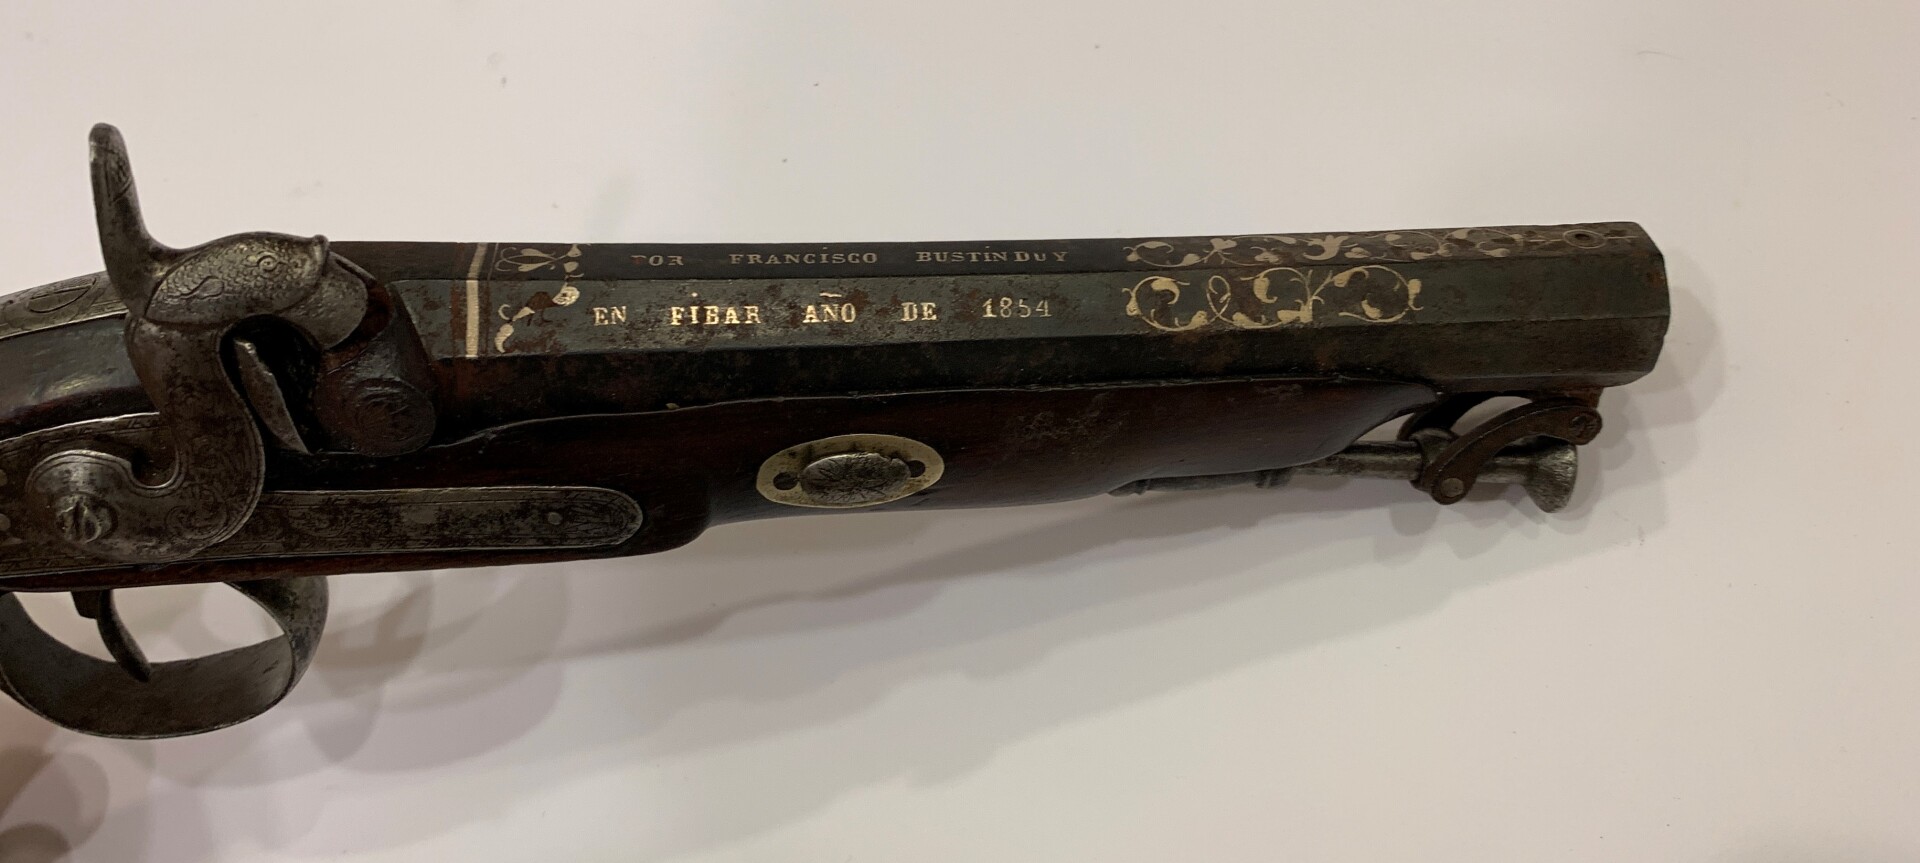 POR FRANCISCO BUSTINDUY
EN EIBAR AÑO DE 1854